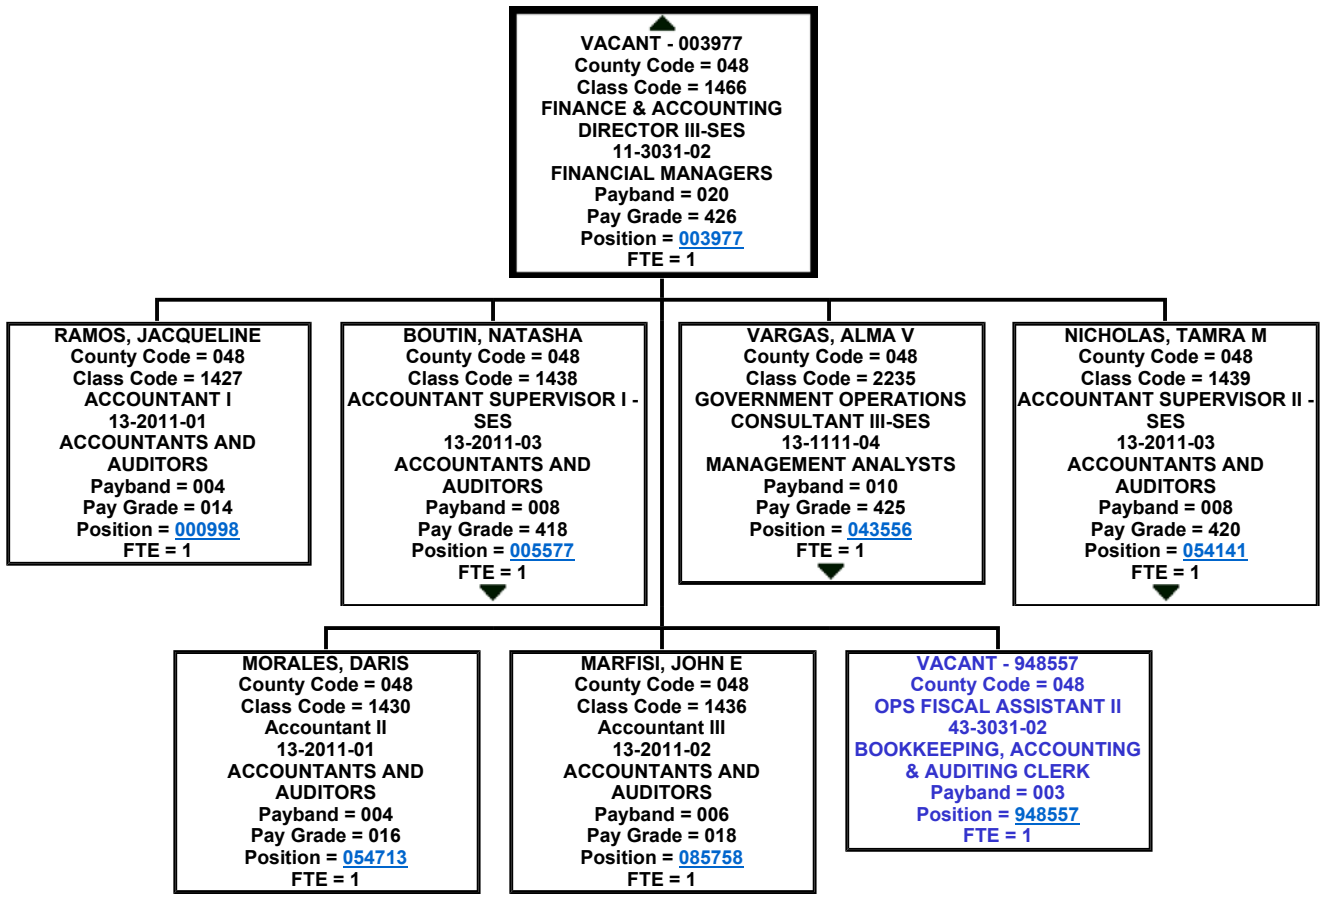 VACANT - 003977
County Code = 048
Class Code = 1466
FINANCE & ACCOUNTING
DIRECTOR III-SES
11-3031-02
FINANCIAL MANAGERS
Payband = 020
Pay Grade = 426
Position = 003977
FTE = 1
RAMOS, JACQUELINE
County Code = 048
Class Code = 1427
ACCOUNTANT I
13-2011-01
ACCOUNTANTS AND
AUDITORS
Payband = 004
Pay Grade = 014
Position = 000998
FTE = 1
BOUTIN, NATASHA
County Code = 048
Class Code = 1438
ACCOUNTANT SUPERVISOR I -
SES
13-2011-03
ACCOUNTANTS AND
AUDITORS
Payband = 008
Pay Grade = 418
Position = 005577
FTE = 1
VARGAS, ALMA V
County Code = 048
Class Code = 2235
GOVERNMENT OPERATIONS
CONSULTANT III-SES
13-1111-04
MANAGEMENT ANALYSTS
Payband = 010
Pay Grade = 425
Position = 043556
FTE = 1
NICHOLAS, TAMRA M
County Code = 048
Class Code = 1439
ACCOUNTANT SUPERVISOR II -
SES
13-2011-03
ACCOUNTANTS AND
AUDITORS
Payband = 008
Pay Grade = 420
Position = 054141
FTE = 1
MORALES, DARIS
County Code = 048
Class Code = 1430
Accountant II
13-2011-01
ACCOUNTANTS AND
AUDITORS
Payband = 004
Pay Grade = 016
Position = 054713
FTE = 1
MARFISI, JOHN E
County Code = 048
Class Code = 1436
Accountant III
13-2011-02
ACCOUNTANTS AND
AUDITORS
Payband = 006
Pay Grade = 018
Position = 085758
FTE = 1
VACANT - 948557
County Code = 048
OPS FISCAL ASSISTANT II
43-3031-02
BOOKKEEPING, ACCOUNTING
& AUDITING CLERK
Payband = 003
Position = 948557
FTE = 1